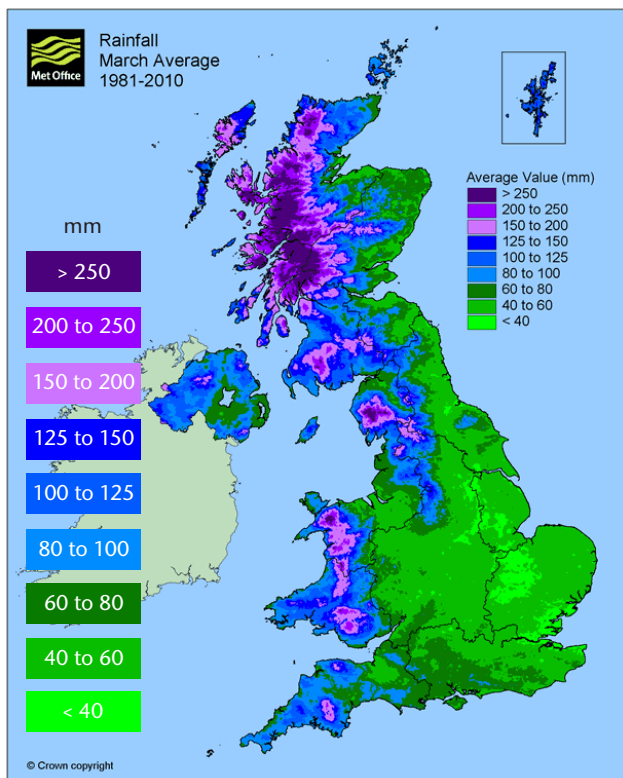 Met Office
Rainfall
March Average
1981-2010
Average Value (mm)
> 250
200 to 250
150 to 200
125 to 150
100 to 125
80 to 100
60 to 80
40 to 60
< 40
mm
> 250
200 to 250
150 to 200
125 to 150
100 to 125
80 to 100
60 to 80
40 to 60
< 40
© Crown copyright